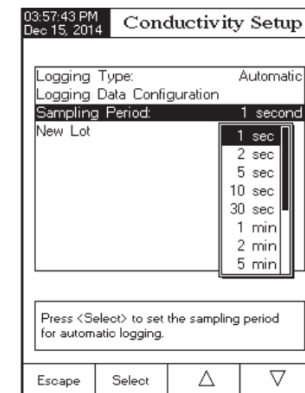 03:57:43 PM
Dec 15, 2014
Conductivity Setup
Logging Type: Automatic
Logging Data Configuration
Sampling Period: 1 second
New Lot
1 sec
2 sec
5 sec
10 sec
30 sec
1 min
2 min
5 min
Press <Select> to set the sampling period
for automatic logging.
Escape Select △ ▽